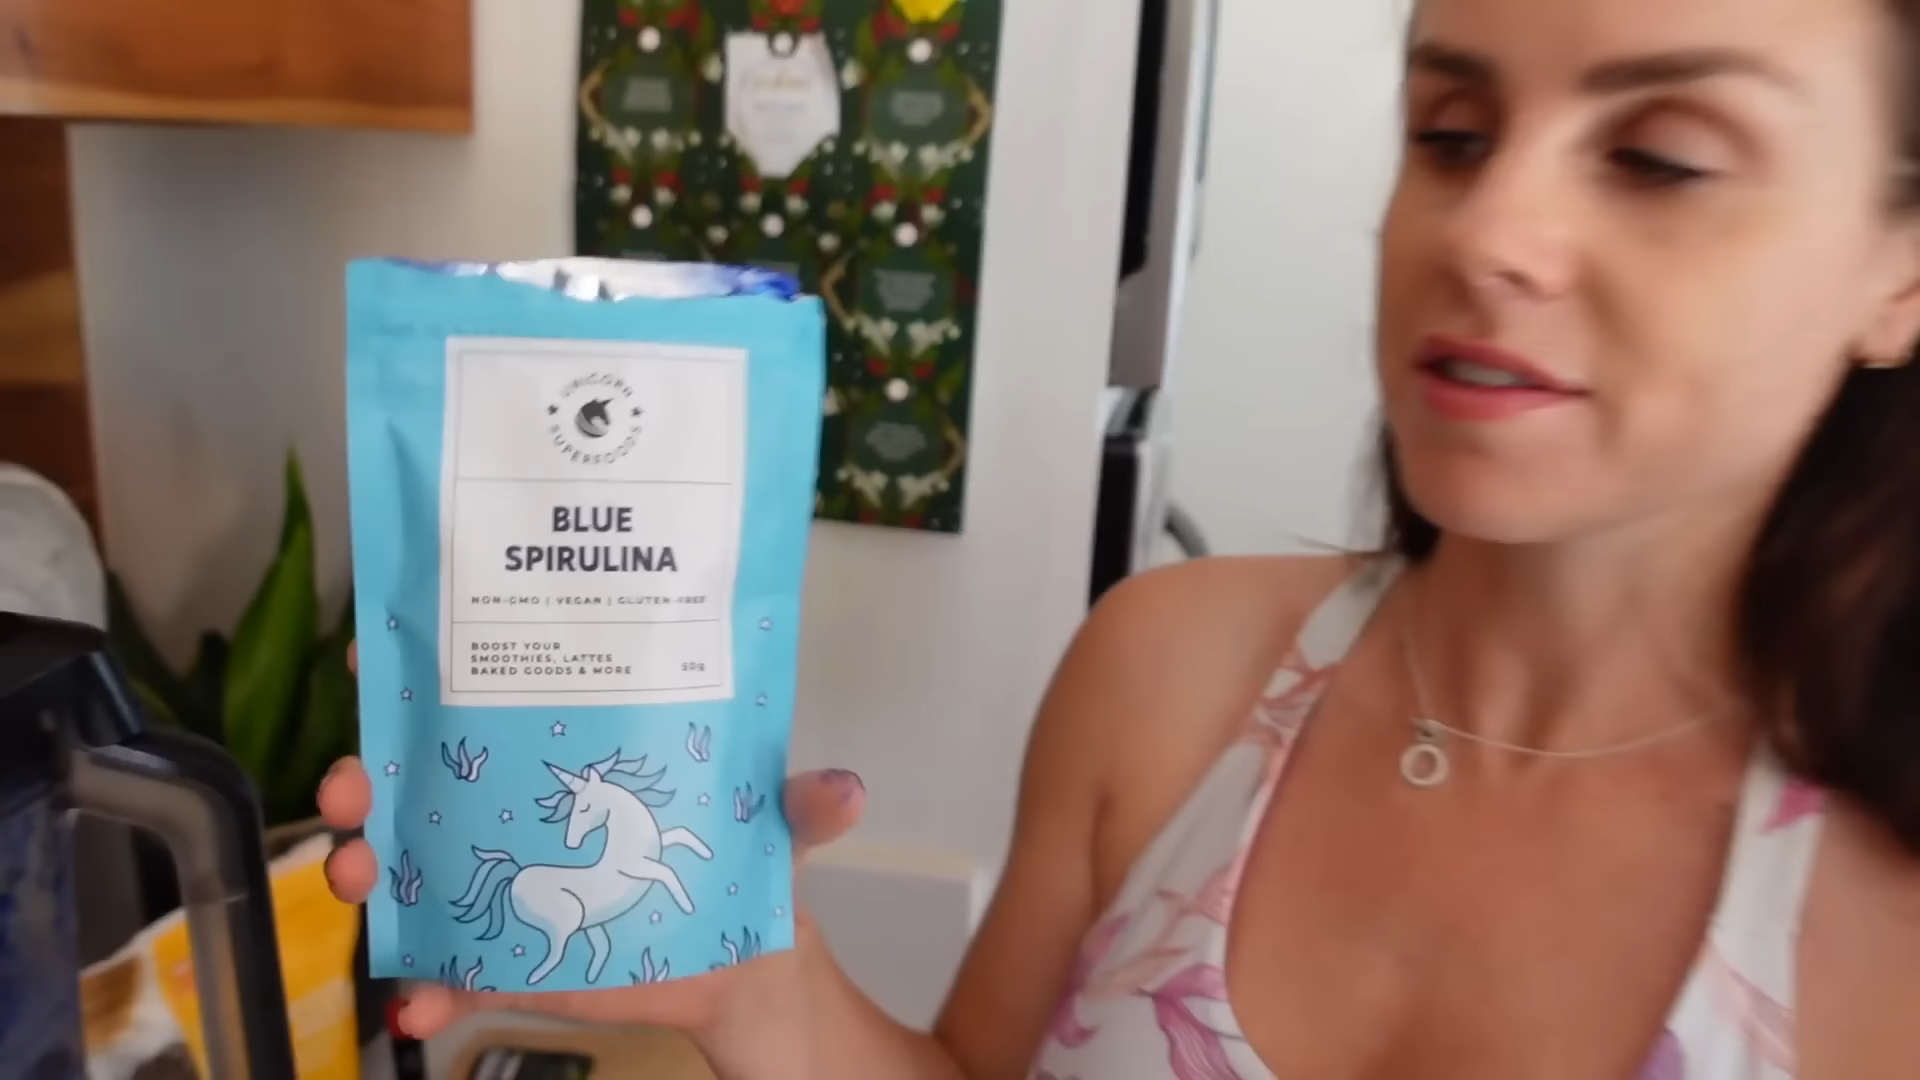 UNICORN
SUPERFOODS
BLUE
SPIRULINA
NON-GMO | VEGAN | GLUTEN-FREE
BOOST YOUR
SMOOTHIES, LATTES
BAKED GOODS & MORE
50g